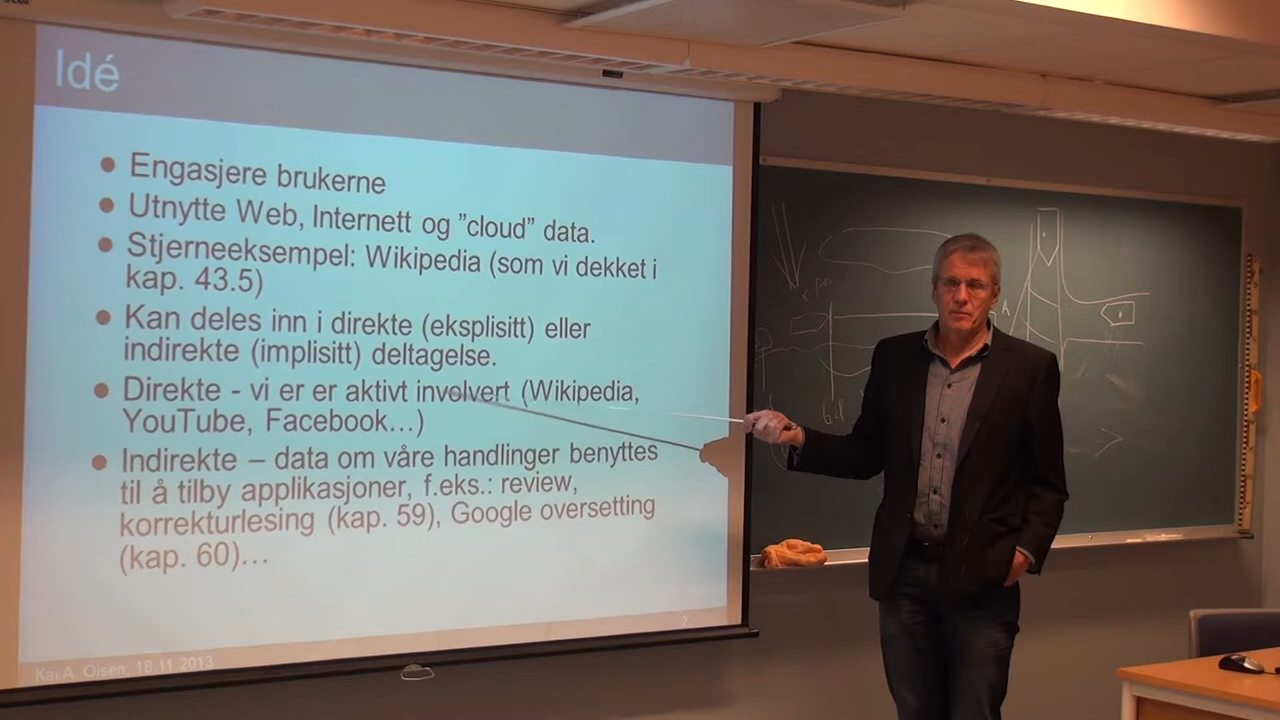 Idé
Engasjere brukerne
Utnytte Web, Internett og ”cloud” data.
Stjerneeksempel: Wikipedia (som vi dekket i
kap. 43.5)
Kan deles inn i direkte (eksplisitt) eller
indirekte (implisitt) deltagelse.
Direkte - vi er er aktivt involvert (Wikipedia,
YouTube, Facebook…)
Indirekte – data om våre handlinger benyttes
til å tilby applikasjoner, f.eks.: review,
korrekturlesing (kap. 59), Google oversetting
(kap. 60)…
Kai A. Olsen, 18.11.2013
2